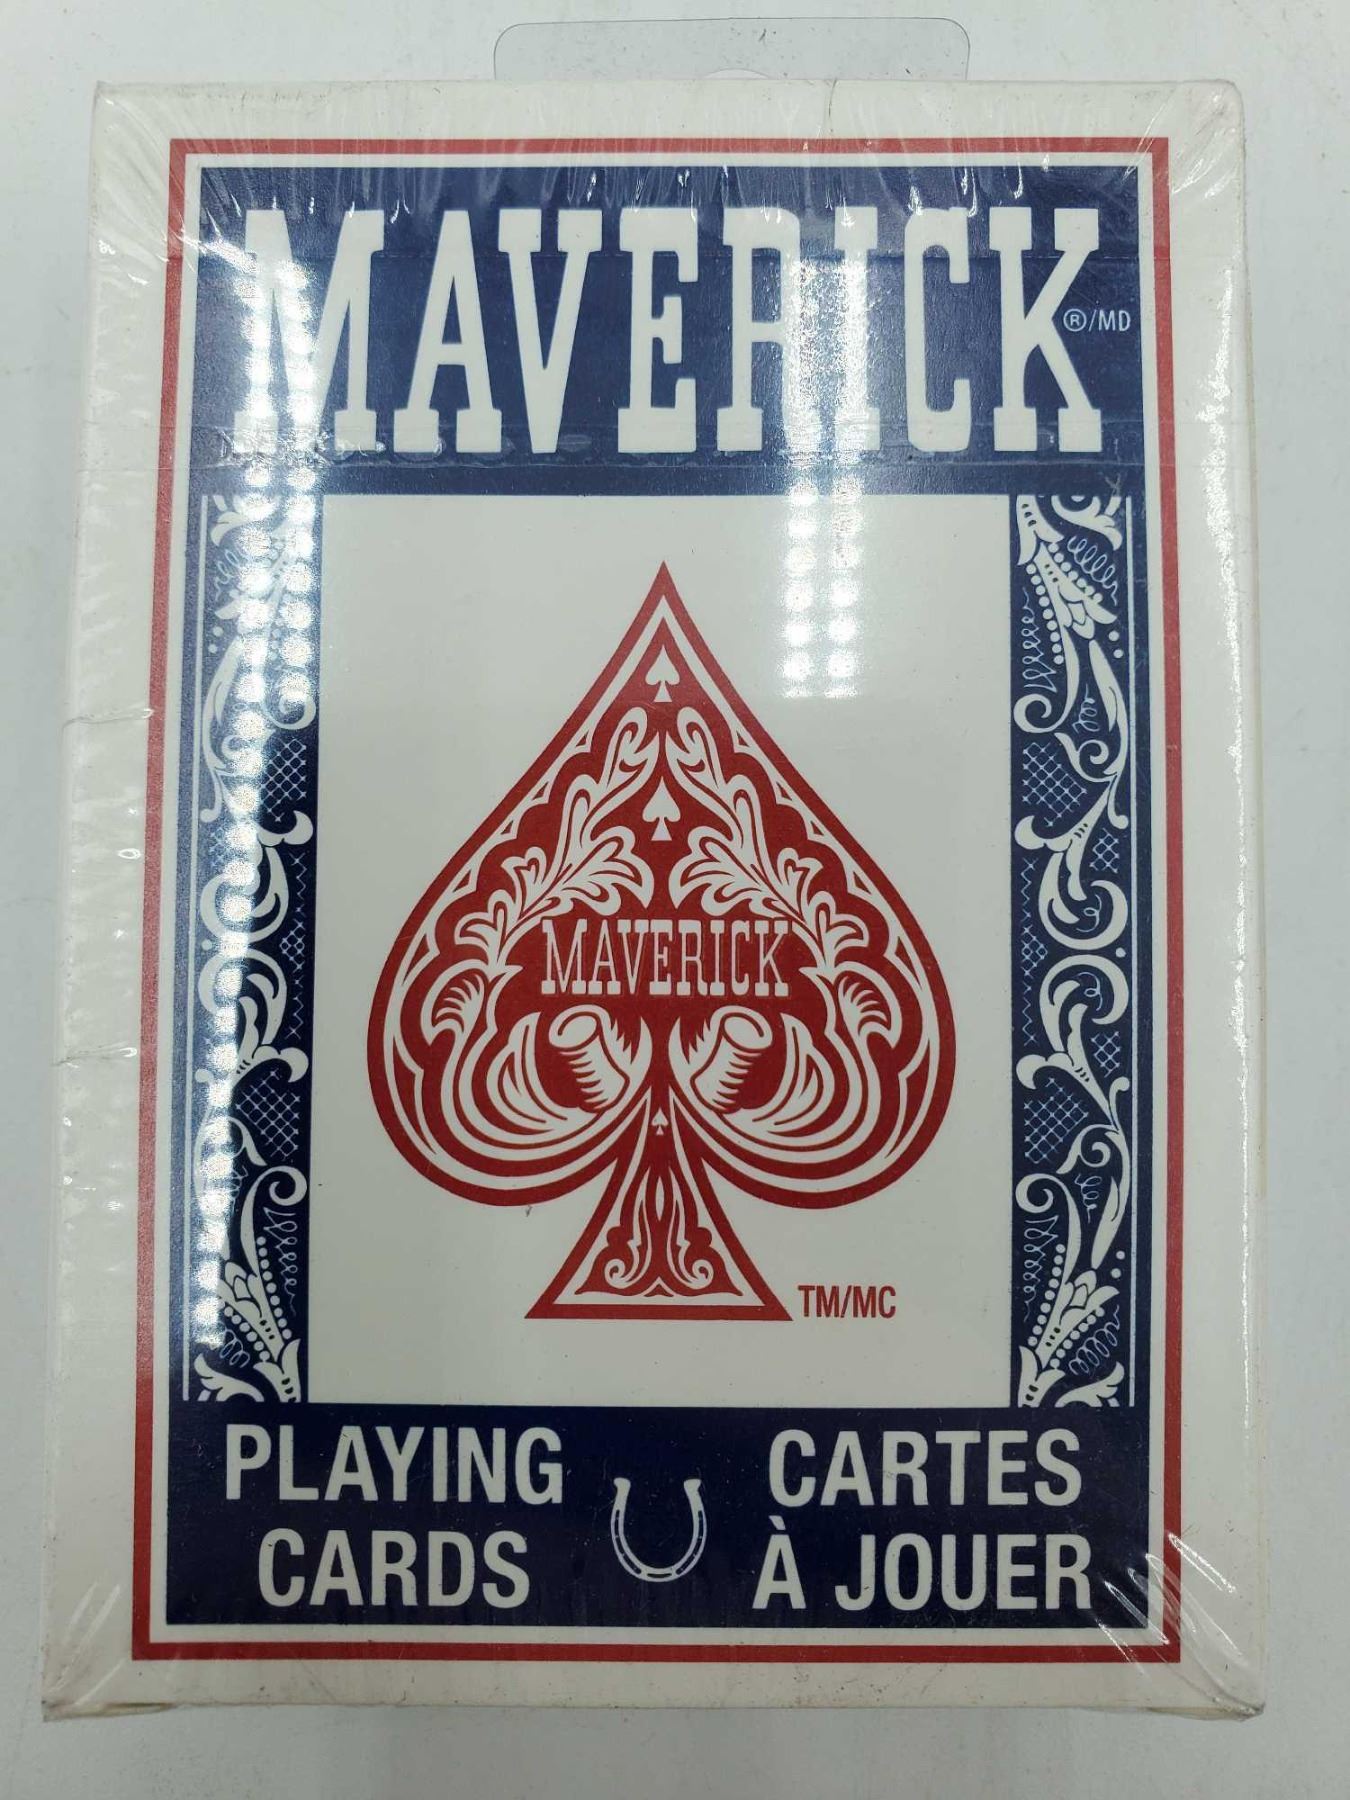 MAVERICK
®/MD
MAVERICK
TM/MC
PLAYING
CARDS
CARTES
À JOUER